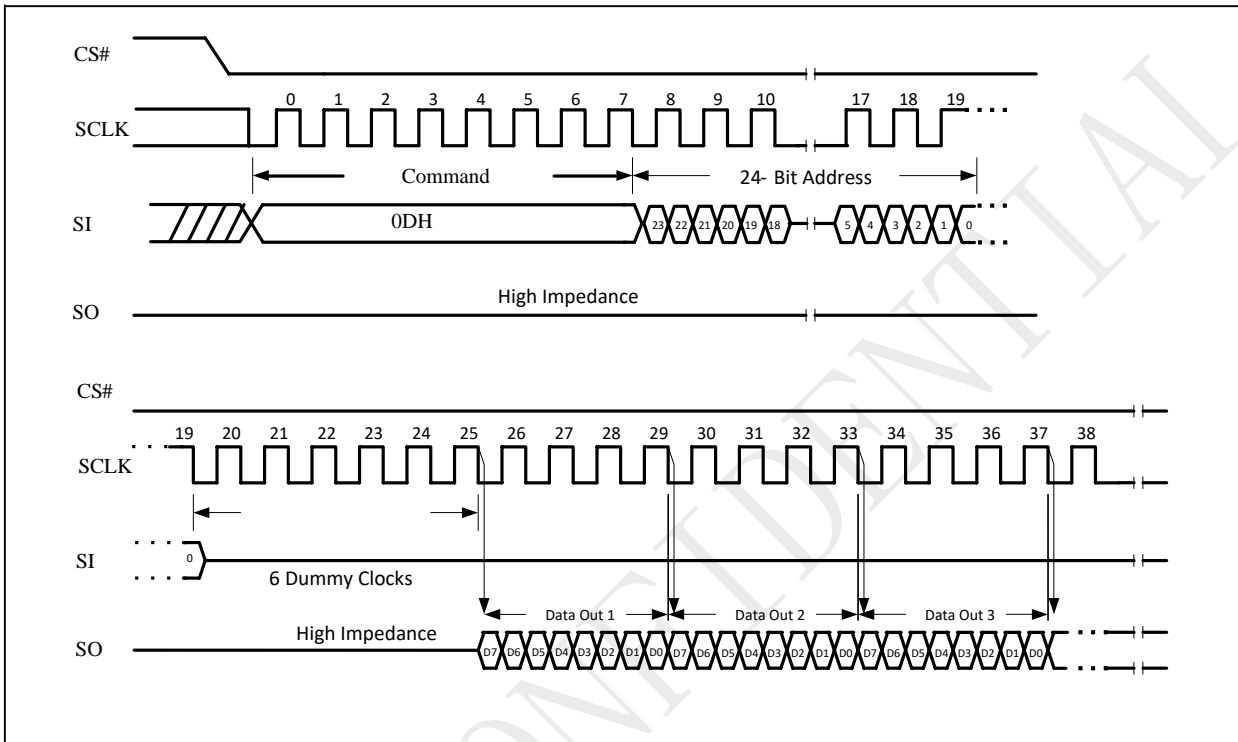 CS#
0 1 2 3 4 5 6 7 8 9 10 17 18 19
SCLK
Command 24- Bit Address
SI 0DH 23 22 21 20 19 18 5 4 3 2 1 0
High Impedance
SO
CS#
19 20 21 22 23 24 25 26 27 28 29 30 31 32 33 34 35 36 37 38
SCLK
SI 0
6 Dummy Clocks
Data Out 1 Data Out 2 Data Out 3
High Impedance
SO D7 D6 D5 D4 D3 D2 D1 D0 D7 D6 D5 D4 D3 D2 D1 D0 D7 D6 D5 D4 D3 D2 D1 D0
ONFIDENTIAL